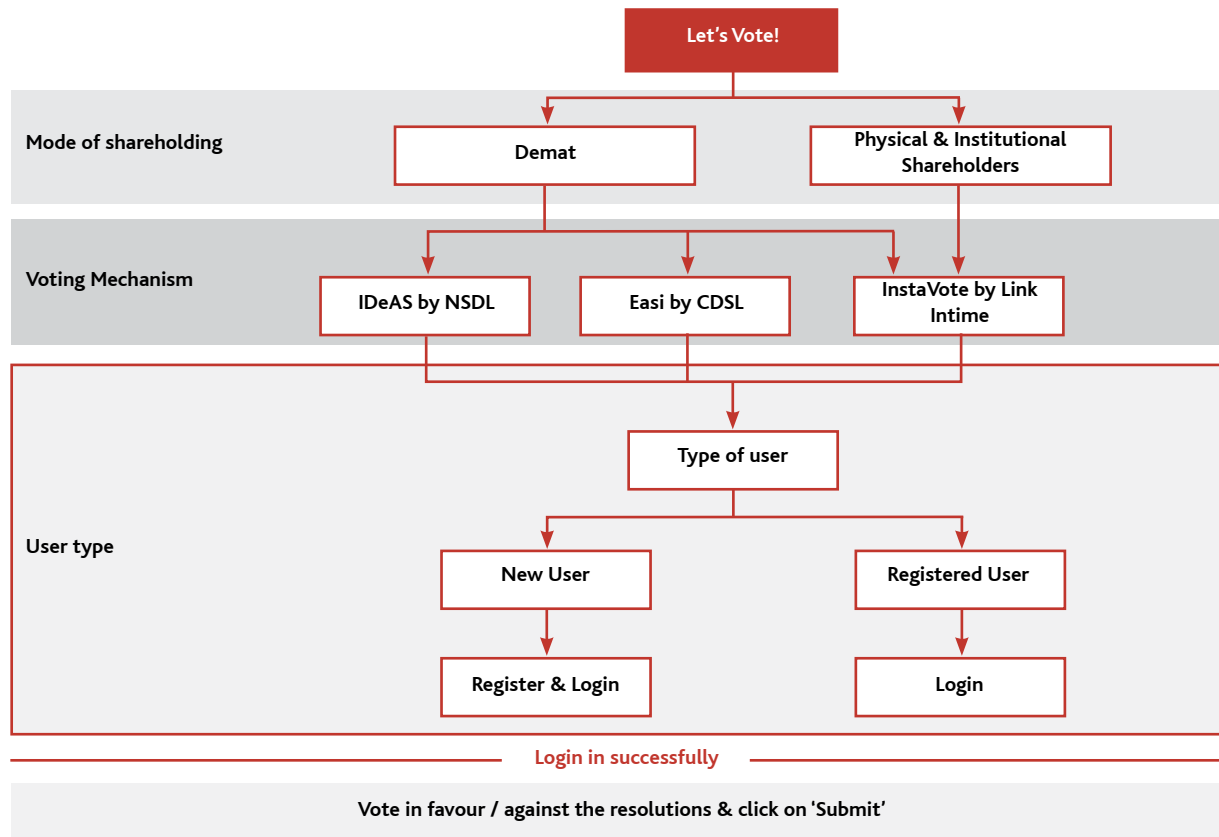 Let’s Vote!
Mode of shareholding
Demat
Physical & Institutional
Shareholders
Voting Mechanism
IDeAS by NSDL
Easi by CDSL
InstaVote by Link
Intime
Type of user
User type
New User
Registered User
Register & Login
Login
Login in successfully
Vote in favour / against the resolutions & click on ‘Submit’